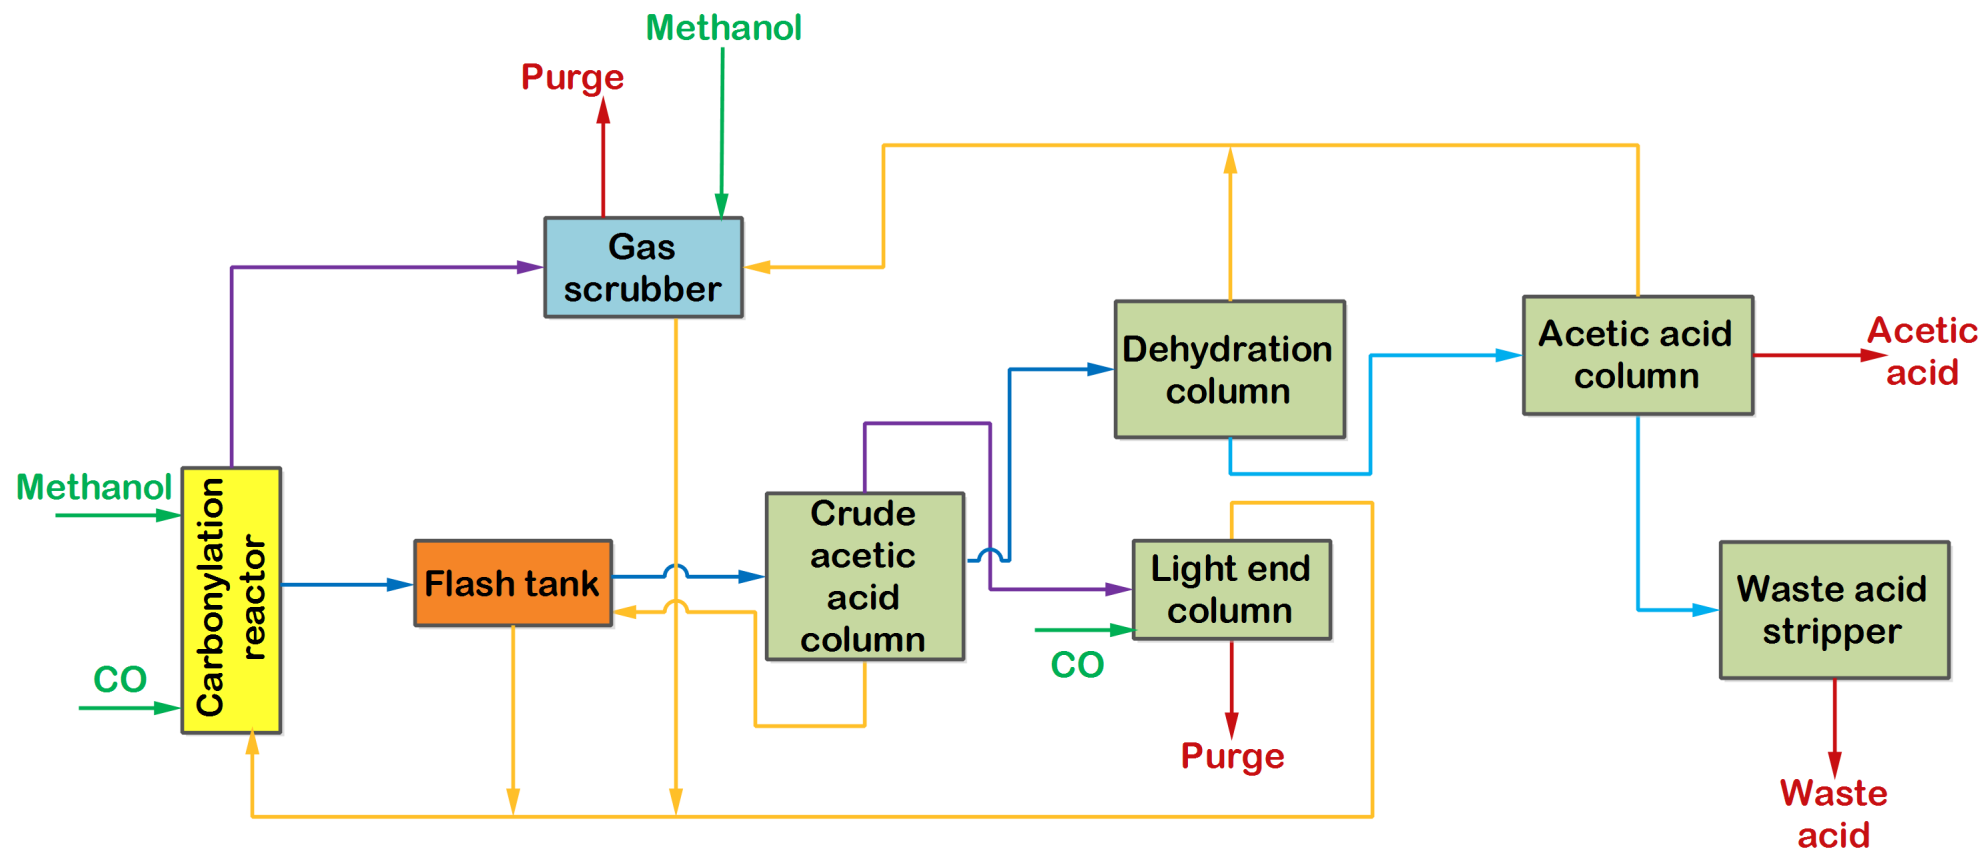 Methanol
Purge
Gas
scrubber
Dehydration
column
Acetic acid
column
Acetic
acid
Methanol
Carbonylation
reactor
CO
Flash tank
Crude
acetic
acid
column
Light end
column
CO
Purge
Waste acid
stripper
Waste
acid